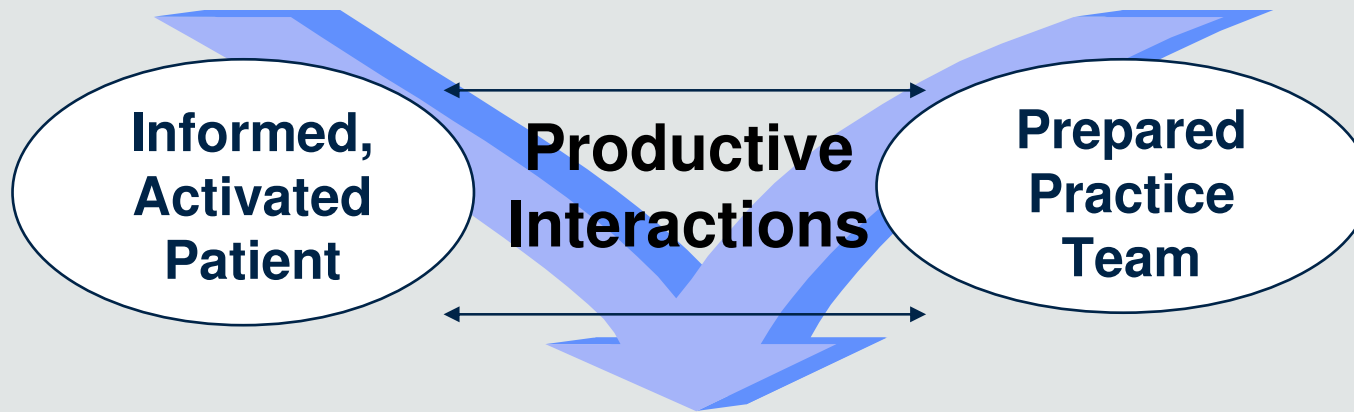 Informed,
Activated
Patient
Productive
Interactions
Prepared
Practice
Team